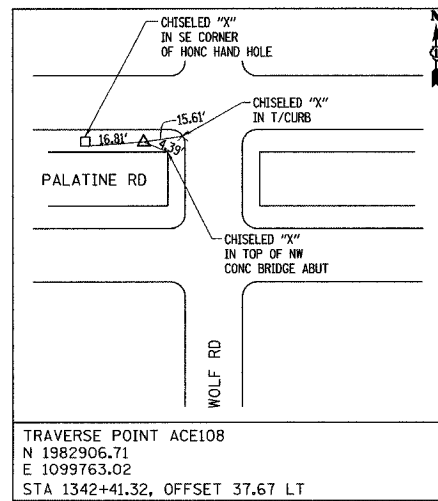 CHISELED "X"
IN SE CORNER
OF HONC HAND HOLE
N
15.61'
CHISELED "X"
IN T/CURB
16.81'
4.39'
PALATINE RD
CHISELED "X"
IN TOP OF NW
CONC BRIDGE ABUT
WOLF RD
TRAVERSE POINT ACE108
N 1982906.71
E 1099763.02
STA 1342+41.32, OFFSET 37.67 LT